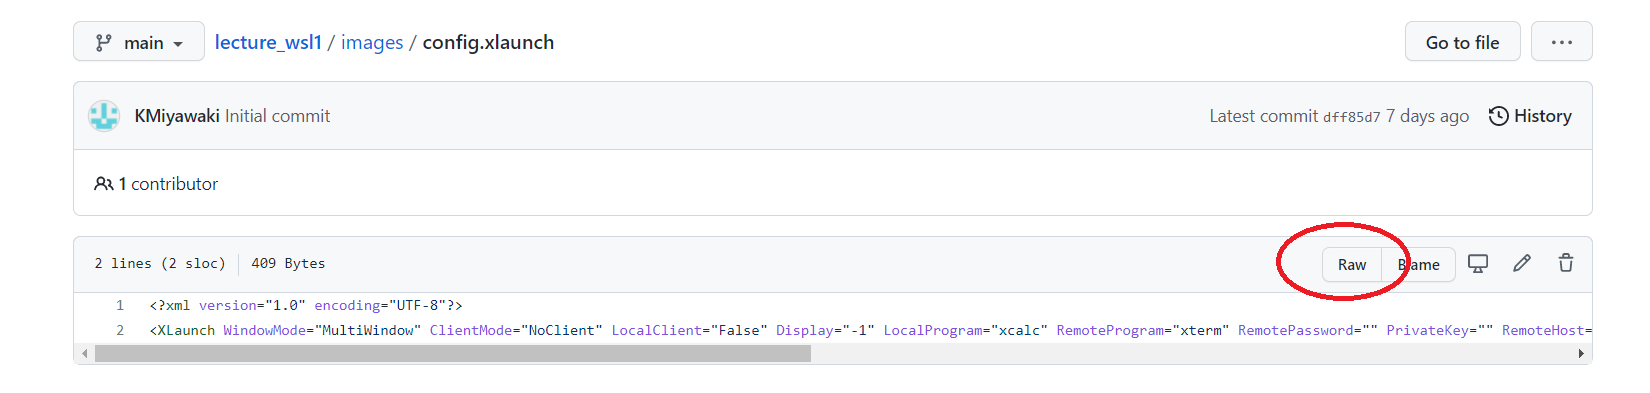 main lecture_wsl1 / images / config.xlaunch Go to file ...
KMiyawaki Initial commit Latest commit dff85d7 7 days ago History
1 contributor
2 lines (2 sloc) 409 Bytes Raw Blame
1 <?xml version="1.0" encoding="UTF-8"?>
2 <XLaunch WindowMode="MultiWindow" ClientMode="NoClient" LocalClient="False" Display="-1" LocalProgram="xcalc" RemoteProgram="xterm" RemotePassword="" PrivateKey="" RemoteHost=